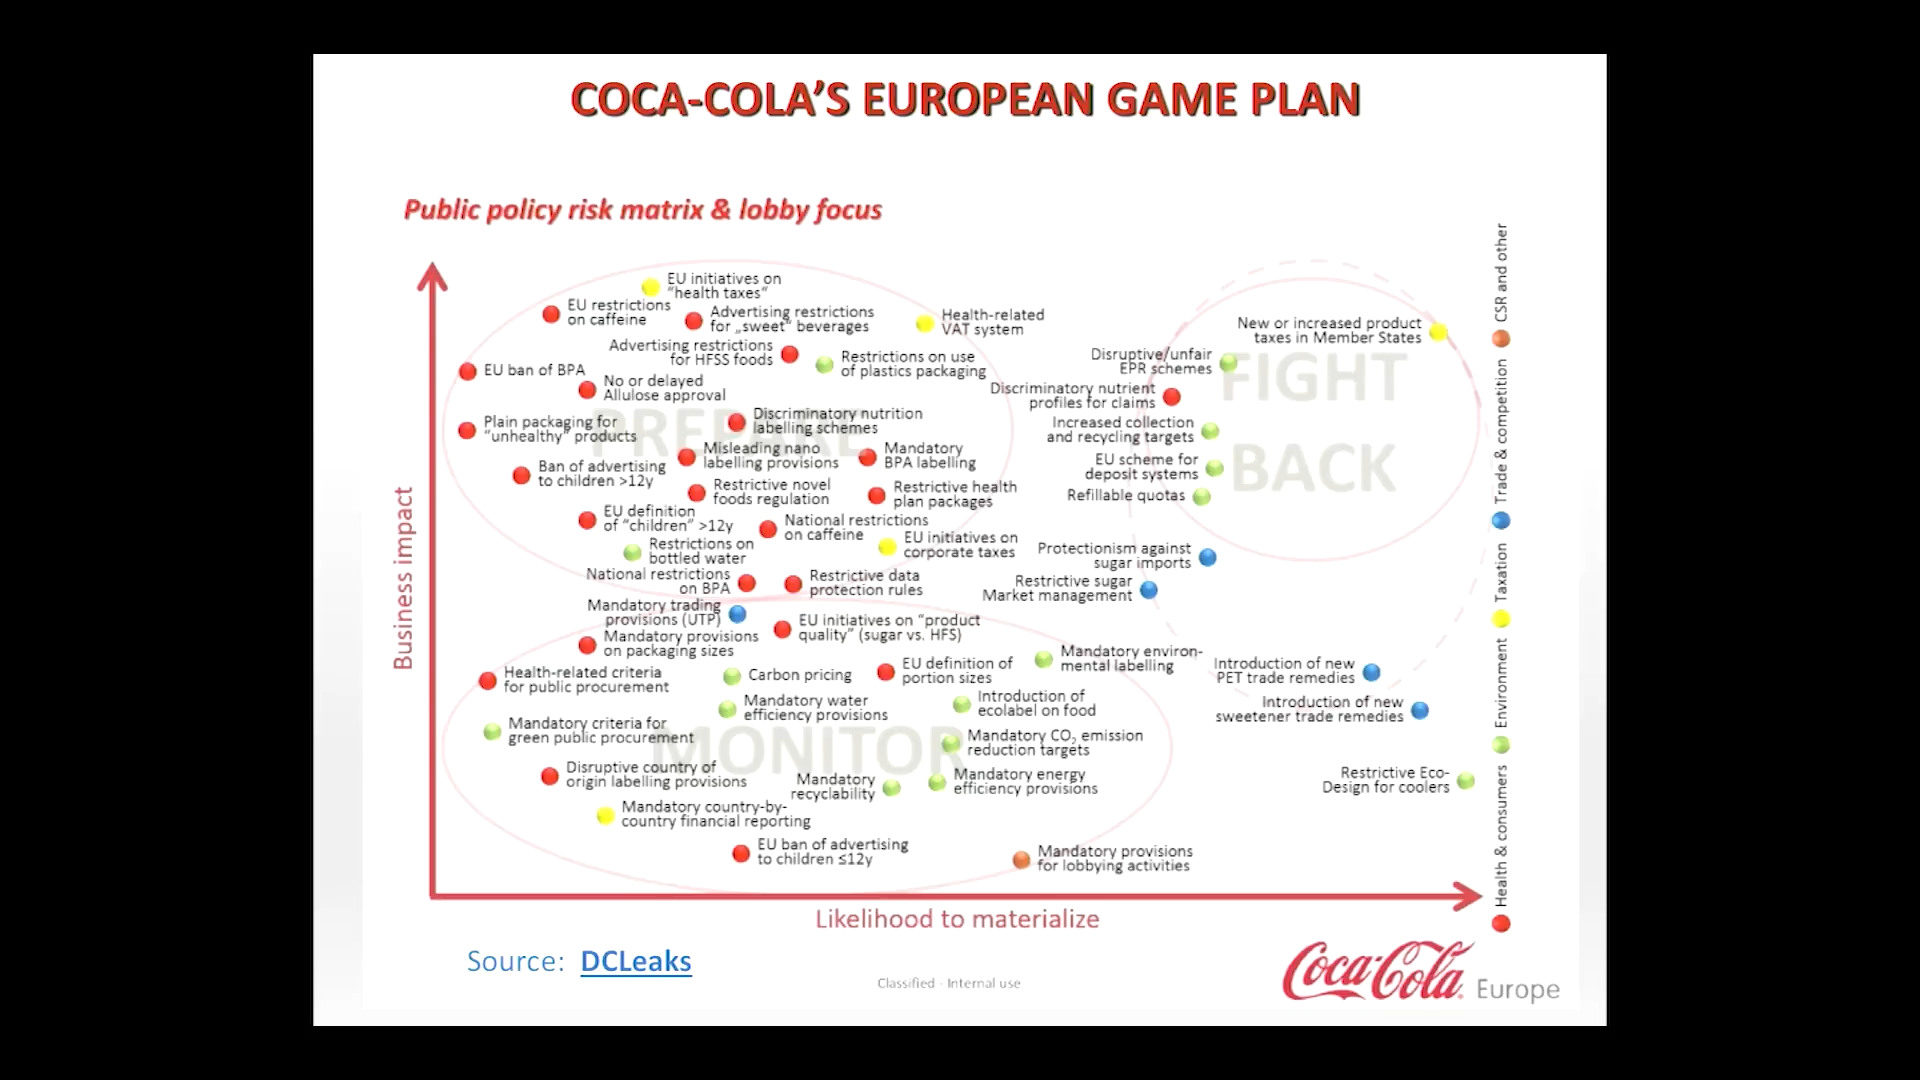 COCA-COLA’S EUROPEAN GAME PLAN
Public policy risk matrix & lobby focus
EU initiatives on
“health taxes“
EU restrictions
on caffeine
Advertising restrictions
for „sweet“ beverages
Health-related
VAT system
New or increased product
taxes in Member States
Advertising restrictions
for HFSS foods
Restrictions on use
of plastics packaging
Disruptive/unfair
EPR schemes
FIGHT
BACK
EU ban of BPA
No or delayed
Allulose approval
Discriminatory nutrient
profiles for claims
PREPARE
Plain packaging for
“unhealthy” products
Discriminatory nutrition
labelling schemes
Increased collection
and recycling targets
Misleading nano
labelling provisions
Mandatory
BPA labelling
Ban of advertising
to children >12y
EU scheme for
deposit systems
Restrictive novel
foods regulation
Restrictive health
plan packages
Refillable quotas
EU definition
of “children” >12y
National restrictions
on caffeine
EU initiatives on
corporate taxes
Restrictions on
bottled water
Protectionism against
sugar imports
National restrictions
on BPA
Restrictive data
protection rules
Restrictive sugar
Market management
Mandatory trading
provisions (UTP)
EU initiatives on “product
quality” (sugar vs. HFS)
Mandatory provisions
on packaging sizes
Mandatory environ-
mental labelling
Health-related criteria
for public procurement
Carbon pricing
EU definition of
portion sizes
Introduction of new
PET trade remedies
Mandatory water
efficiency provisions
Introduction of
ecolabel on food
Introduction of new
sweetener trade remedies
Mandatory criteria for
green public procurement
MONITOR
Mandatory CO₂ emission
reduction targets
Disruptive country of
origin labelling provisions
Mandatory
recyclability
Mandatory energy
efficiency provisions
Restrictive Eco-
Design for coolers
Mandatory country-by-
country financial reporting
EU ban of advertising
to children ≤12y
Mandatory provisions
for lobbying activities
Business impact
Likelihood to materialize
Health & consumers
Environment
Taxation
Trade & competition
CSR and other
Source: DCLeaks
Classified - Internal use
Coca-Cola Europe